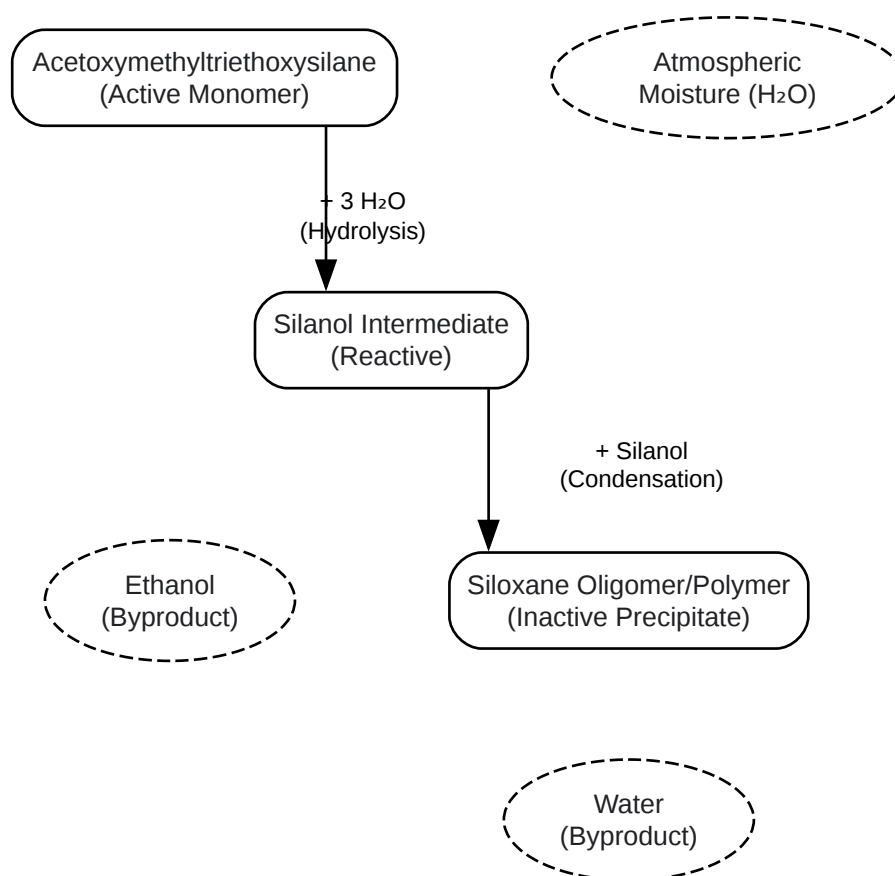 Acetoxymethyltriethoxysilane
(Active Monomer)
Atmospheric
Moisture (H₂O)
+ 3 H₂O
(Hydrolysis)
Silanol Intermediate
(Reactive)
+ Silanol
(Condensation)
Ethanol
(Byproduct)
Siloxane Oligomer/Polymer
(Inactive Precipitate)
Water
(Byproduct)